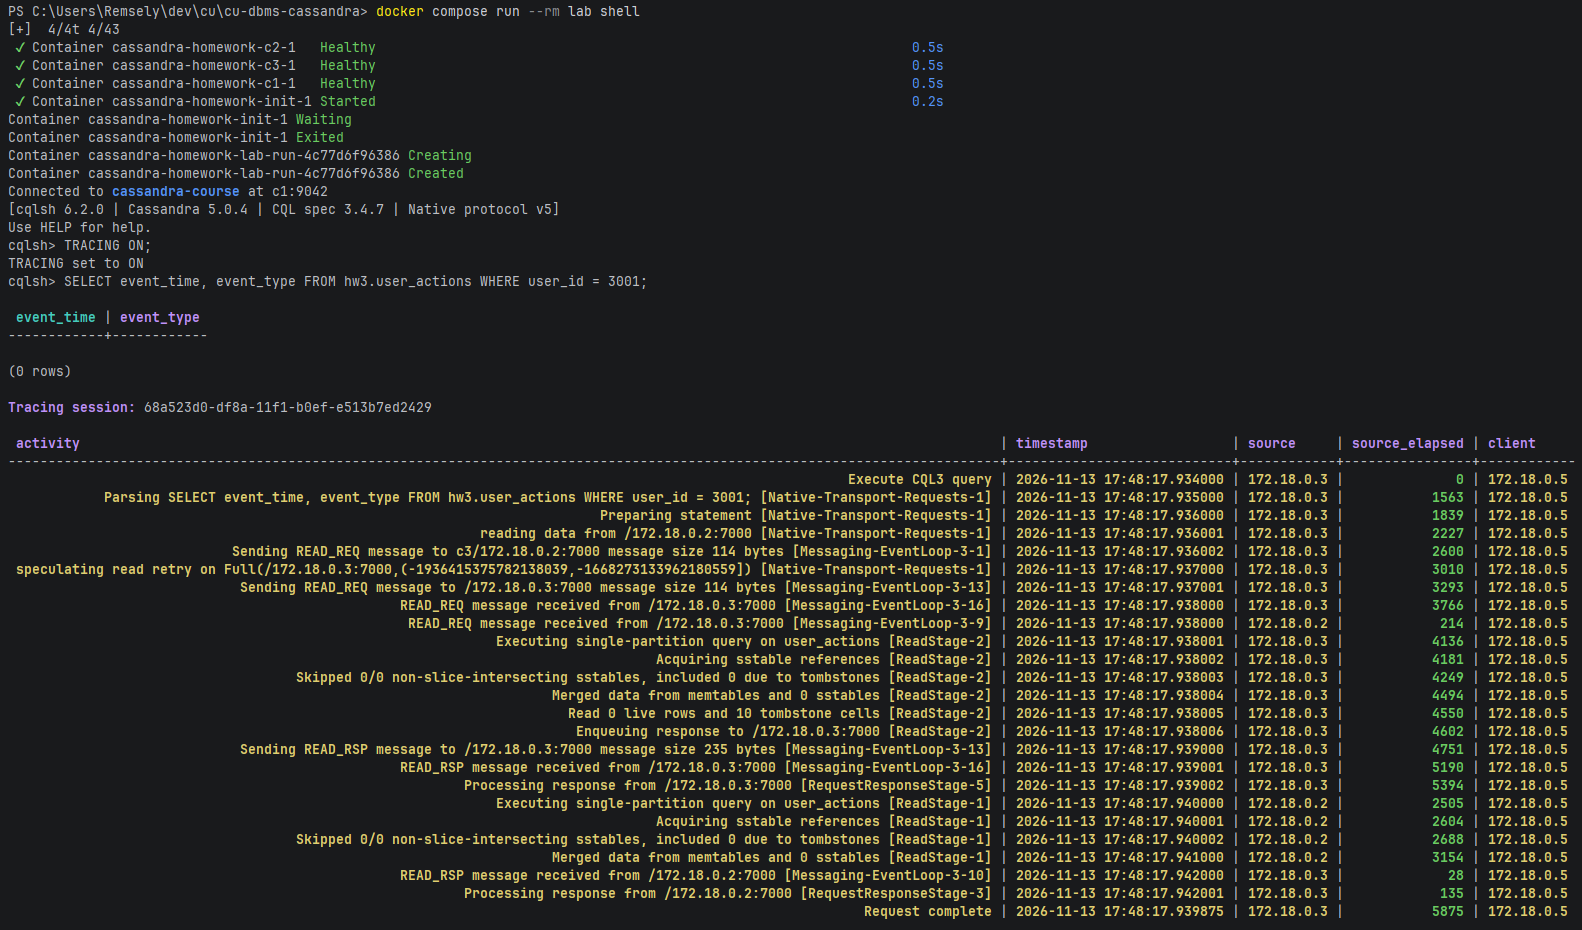 PS C:\Users\Remsely\dev\cu\cu-dbms-cassandra> docker compose run --rm lab shell
[+]  4/4t 4/43
✓ Container cassandra-homework-c2-1   Healthy 0.5s
✓ Container cassandra-homework-c3-1   Healthy 0.5s
✓ Container cassandra-homework-c1-1   Healthy 0.5s
✓ Container cassandra-homework-init-1 Started 0.2s
Container cassandra-homework-init-1 Waiting
Container cassandra-homework-init-1 Exited
Container cassandra-homework-lab-run-4c77d6f96386 Creating
Container cassandra-homework-lab-run-4c77d6f96386 Created
Connected to cassandra-course at c1:9042
[cqlsh 6.2.0 | Cassandra 5.0.4 | CQL spec 3.4.7 | Native protocol v5]
Use HELP for help.
cqlsh> TRACING ON;
TRACING set to ON
cqlsh> SELECT event_time, event_type FROM hw3.user_actions WHERE user_id = 3001;
event_time | event_type
------------+------------
(0 rows)
Tracing session: 68a523d0-df8a-11f1-b0ef-e513b7ed2429
activity | timestamp | source | source_elapsed | client
----------------------------------------------------------------------------------------------------------------------------+----------------------------+------------+----------------+------------
Execute CQL3 query | 2026-11-13 17:48:17.934000 | 172.18.0.3 | 0 | 172.18.0.5
Parsing SELECT event_time, event_type FROM hw3.user_actions WHERE user_id = 3001; [Native-Transport-Requests-1] | 2026-11-13 17:48:17.935000 | 172.18.0.3 | 1563 | 172.18.0.5
Preparing statement [Native-Transport-Requests-1] | 2026-11-13 17:48:17.936000 | 172.18.0.3 | 1839 | 172.18.0.5
reading data from /172.18.0.2:7000 [Native-Transport-Requests-1] | 2026-11-13 17:48:17.936001 | 172.18.0.3 | 2227 | 172.18.0.5
Sending READ_REQ message to c3/172.18.0.2:7000 message size 114 bytes [Messaging-EventLoop-3-1] | 2026-11-13 17:48:17.936002 | 172.18.0.3 | 2600 | 172.18.0.5
speculating read retry on Full(/172.18.0.3:7000,(-1936415375782138039,-1668273133962180559]) [Native-Transport-Requests-1] | 2026-11-13 17:48:17.937000 | 172.18.0.3 | 3010 | 172.18.0.5
Sending READ_REQ message to /172.18.0.3:7000 message size 114 bytes [Messaging-EventLoop-3-13] | 2026-11-13 17:48:17.937001 | 172.18.0.3 | 3293 | 172.18.0.5
READ_REQ message received from /172.18.0.3:7000 [Messaging-EventLoop-3-16] | 2026-11-13 17:48:17.938000 | 172.18.0.3 | 3766 | 172.18.0.5
READ_REQ message received from /172.18.0.3:7000 [Messaging-EventLoop-3-9] | 2026-11-13 17:48:17.938000 | 172.18.0.2 | 214 | 172.18.0.5
Executing single-partition query on user_actions [ReadStage-2] | 2026-11-13 17:48:17.938001 | 172.18.0.3 | 4136 | 172.18.0.5
Acquiring sstable references [ReadStage-2] | 2026-11-13 17:48:17.938002 | 172.18.0.3 | 4181 | 172.18.0.5
Skipped 0/0 non-slice-intersecting sstables, included 0 due to tombstones [ReadStage-2] | 2026-11-13 17:48:17.938003 | 172.18.0.3 | 4249 | 172.18.0.5
Merged data from memtables and 0 sstables [ReadStage-2] | 2026-11-13 17:48:17.938004 | 172.18.0.3 | 4494 | 172.18.0.5
Read 0 live rows and 10 tombstone cells [ReadStage-2] | 2026-11-13 17:48:17.938005 | 172.18.0.3 | 4550 | 172.18.0.5
Enqueuing response to /172.18.0.3:7000 [ReadStage-2] | 2026-11-13 17:48:17.938006 | 172.18.0.3 | 4602 | 172.18.0.5
Sending READ_RSP message to /172.18.0.3:7000 message size 235 bytes [Messaging-EventLoop-3-13] | 2026-11-13 17:48:17.939000 | 172.18.0.3 | 4751 | 172.18.0.5
READ_RSP message received from /172.18.0.3:7000 [Messaging-EventLoop-3-16] | 2026-11-13 17:48:17.939001 | 172.18.0.3 | 5190 | 172.18.0.5
Processing response from /172.18.0.3:7000 [RequestResponseStage-5] | 2026-11-13 17:48:17.939002 | 172.18.0.3 | 5394 | 172.18.0.5
Executing single-partition query on user_actions [ReadStage-1] | 2026-11-13 17:48:17.940000 | 172.18.0.2 | 2505 | 172.18.0.5
Acquiring sstable references [ReadStage-1] | 2026-11-13 17:48:17.940001 | 172.18.0.2 | 2604 | 172.18.0.5
Skipped 0/0 non-slice-intersecting sstables, included 0 due to tombstones [ReadStage-1] | 2026-11-13 17:48:17.940002 | 172.18.0.2 | 2688 | 172.18.0.5
Merged data from memtables and 0 sstables [ReadStage-1] | 2026-11-13 17:48:17.941000 | 172.18.0.2 | 3154 | 172.18.0.5
READ_RSP message received from /172.18.0.2:7000 [Messaging-EventLoop-3-10] | 2026-11-13 17:48:17.942000 | 172.18.0.3 | 28 | 172.18.0.5
Processing response from /172.18.0.2:7000 [RequestResponseStage-3] | 2026-11-13 17:48:17.942001 | 172.18.0.3 | 135 | 172.18.0.5
Request complete | 2026-11-13 17:48:17.939875 | 172.18.0.3 | 5875 | 172.18.0.5